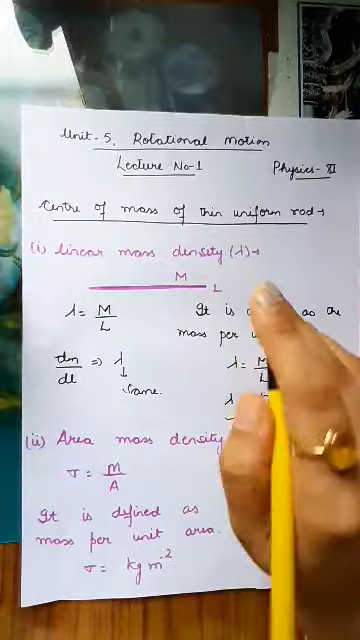 Unit-5. Rotational Motion
Lecture No-1
Physics-XI
Centre of mass of thin uniform rod→
(i) linear mass density (λ)→
M
L
λ = M/L
It is as the
mass per
dm/dl ⇒ λ
↓
same.
λ = M/L
λ
(ii) Area mass density
σ = M/A
It is defined as
mass per unit area.
σ = kg m⁻²